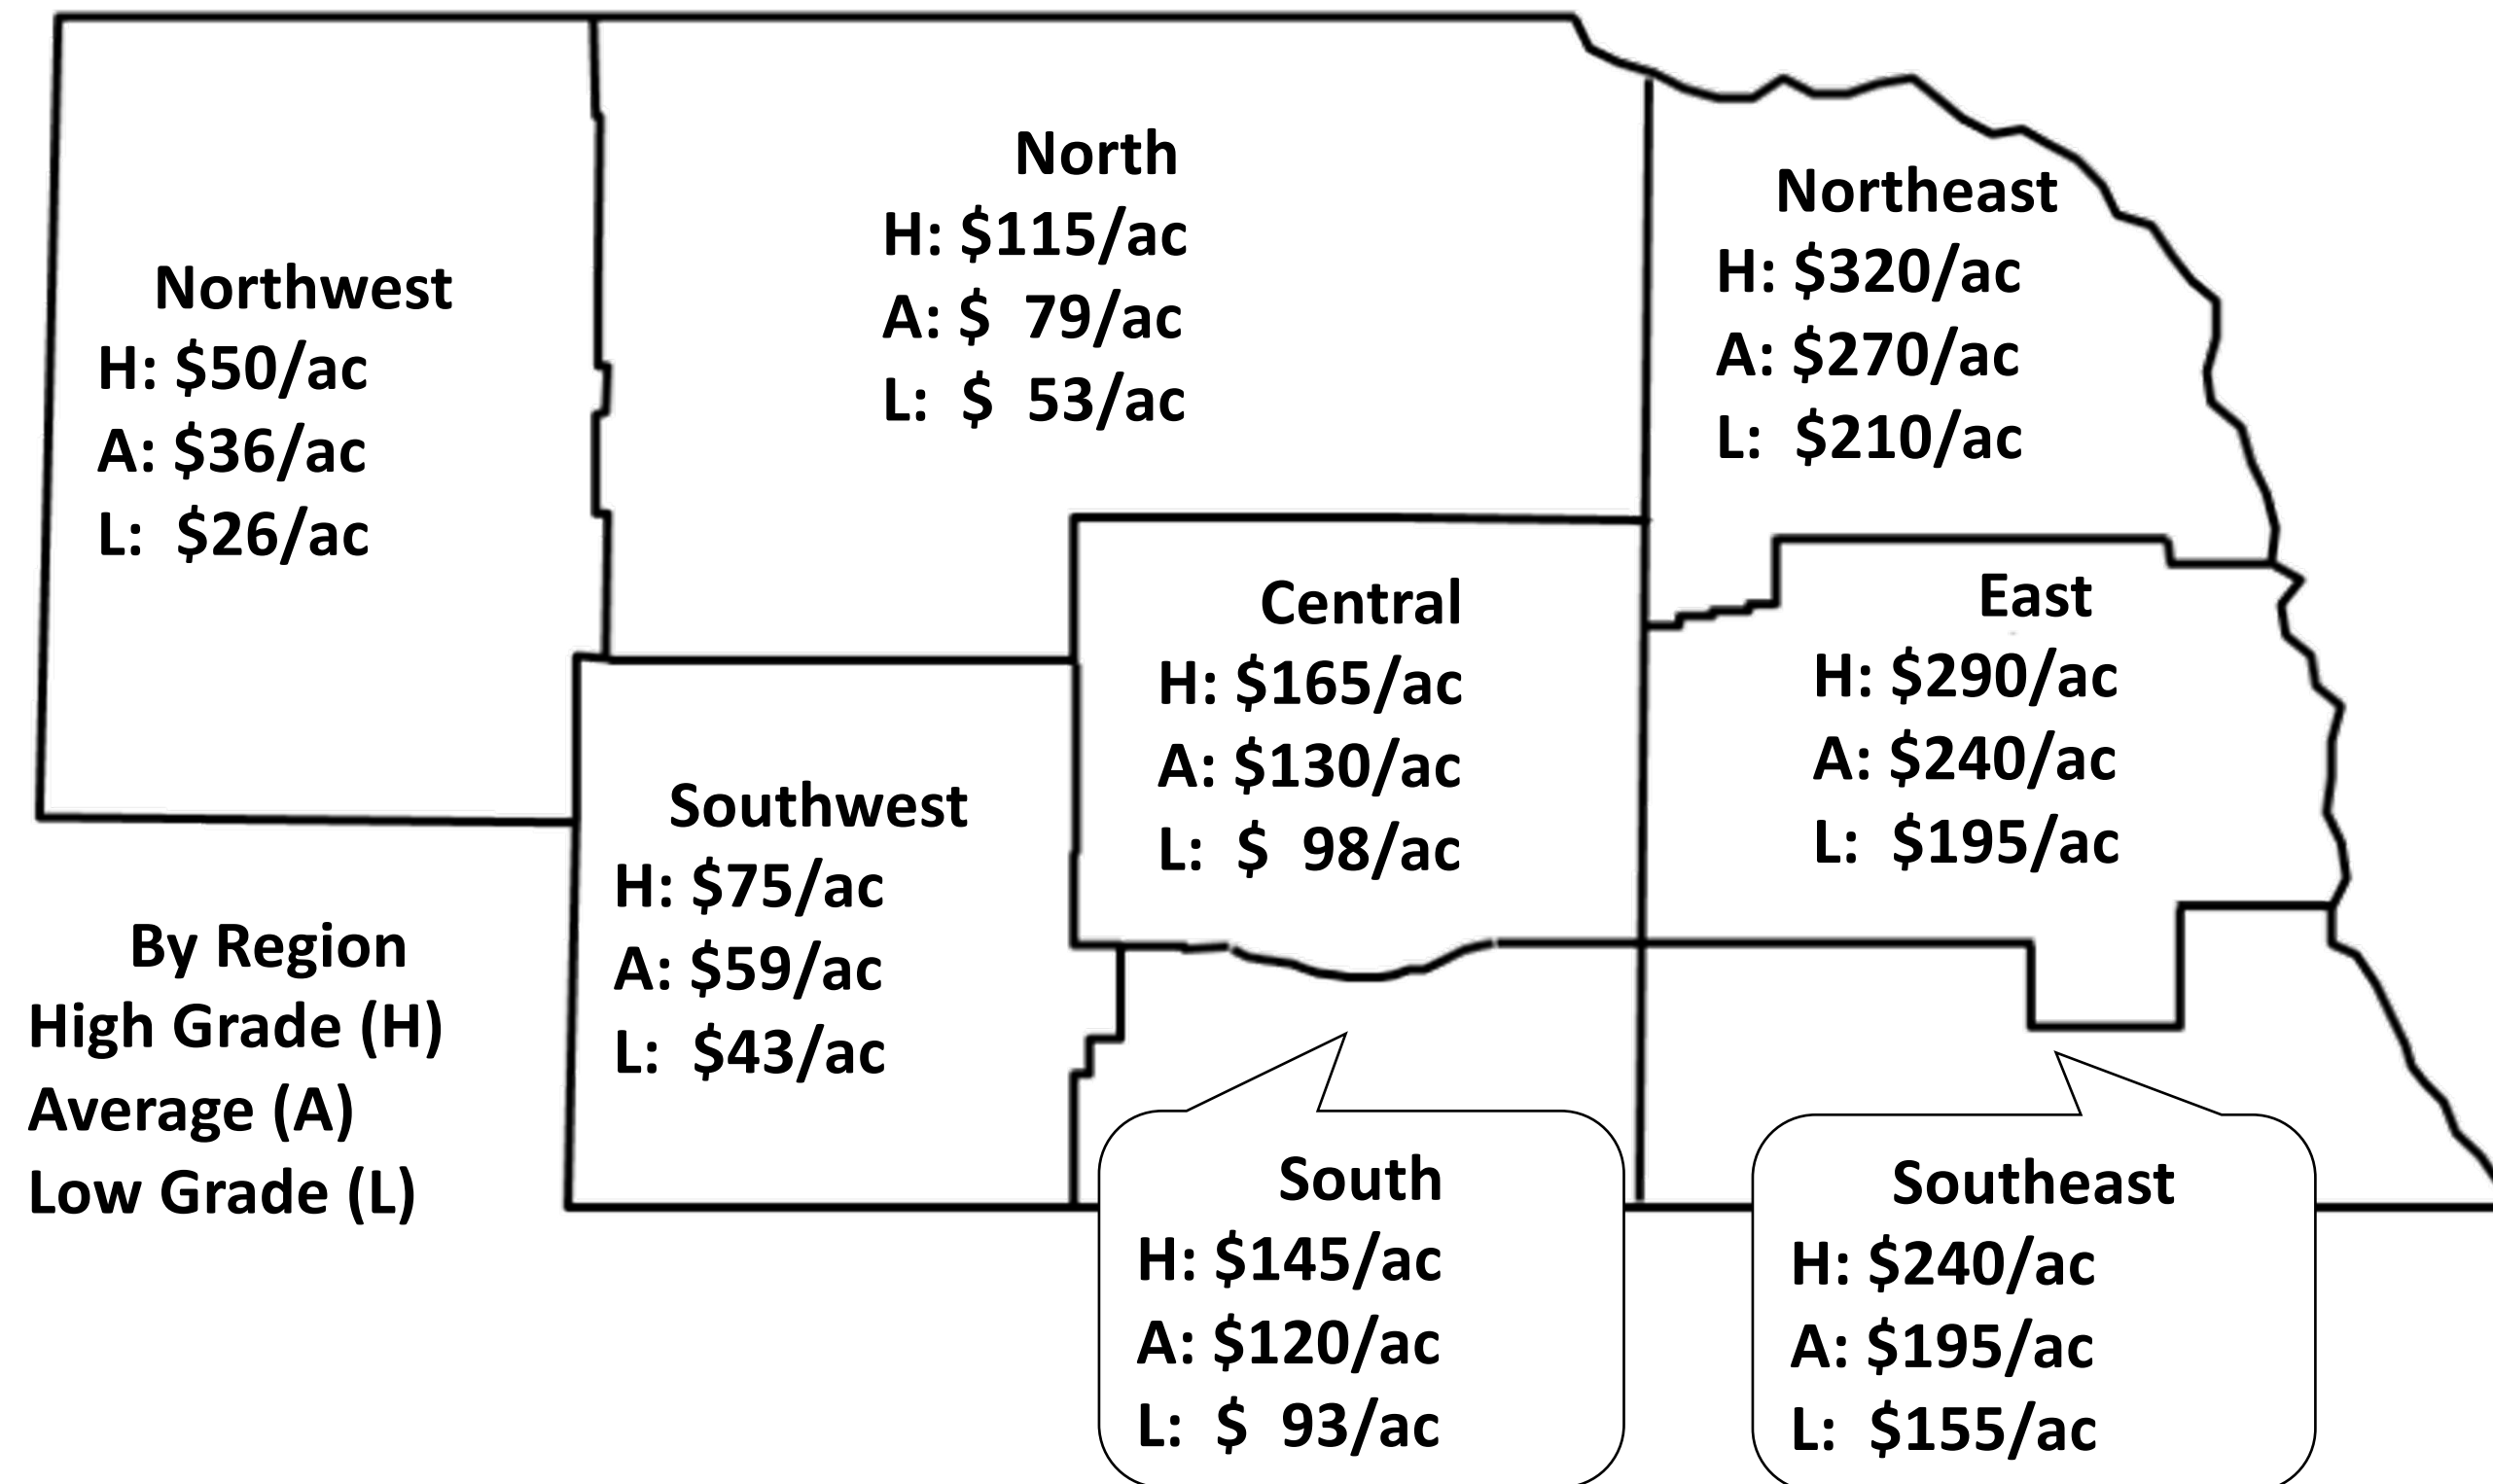 North
H: $115/ac
A: $  79/ac
L:  $  53/ac
Northeast
H: $320/ac
A: $270/ac
L:  $210/ac
Northwest
H: $50/ac
A: $36/ac
L:  $26/ac
Central
H: $165/ac
A: $130/ac
L:  $  98/ac
East
H: $290/ac
A: $240/ac
L:  $195/ac
Southwest
H: $75/ac
A: $59/ac
L:  $43/ac
By Region
High Grade (H)
Average (A)
Low Grade (L)
South
H: $145/ac
A: $120/ac
L:  $  93/ac
Southeast
H: $240/ac
A: $195/ac
L:  $155/ac